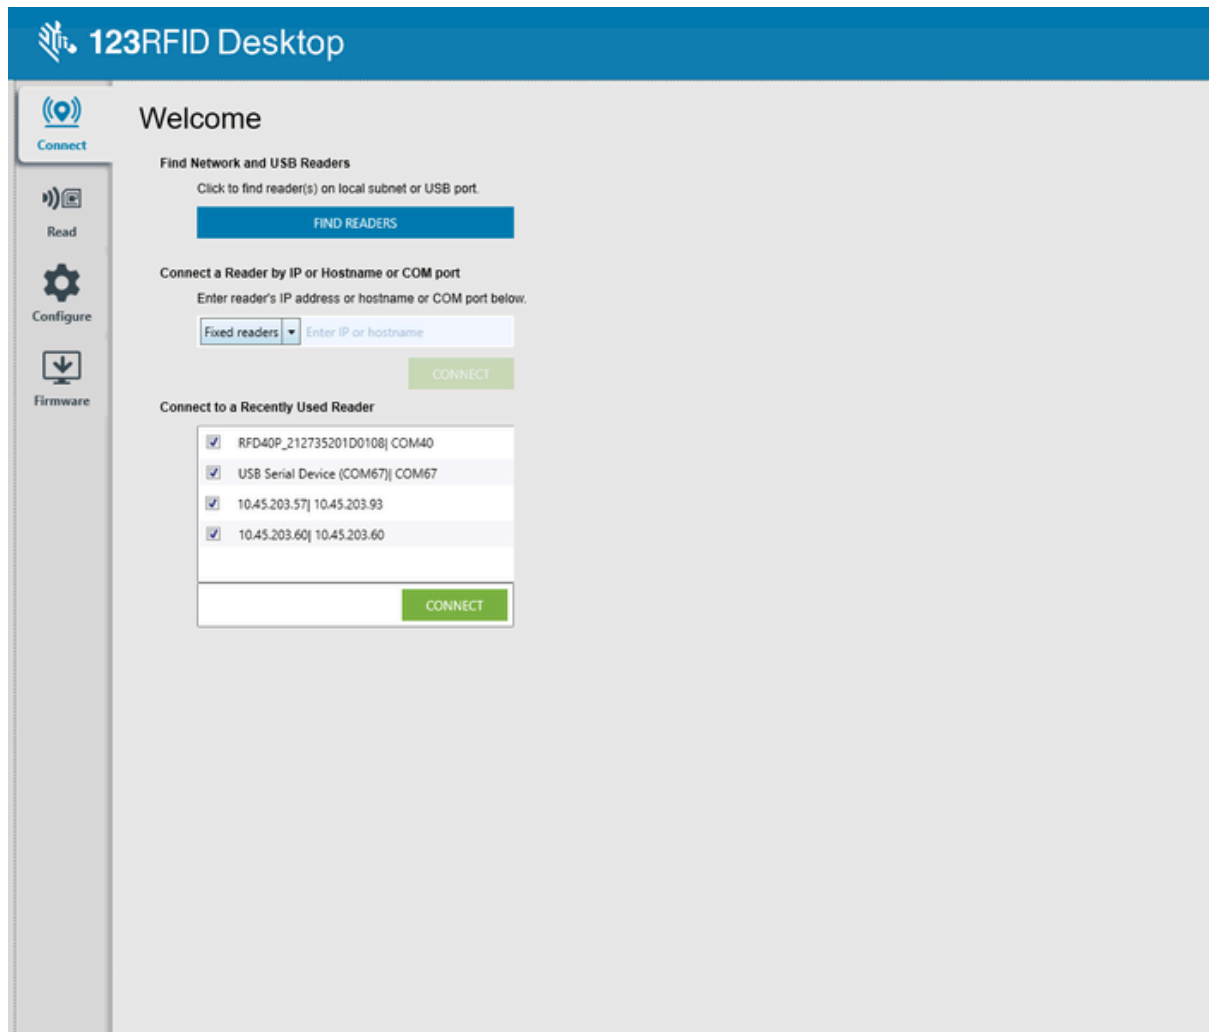 123RFID Desktop
Connect
Read
Configure
Firmware
Welcome
Find Network and USB Readers
Click to find reader(s) on local subnet or USB port.
FIND READERS
Connect a Reader by IP or Hostname or COM port
Enter reader's IP address or hostname or COM port below.
Fixed readers Enter IP or hostname
CONNECT
Connect to a Recently Used Reader
RFD40P_212735201D0108| COM40
USB Serial Device (COM67)| COM67
10.45.203.57| 10.45.203.93
10.45.203.60| 10.45.203.60
CONNECT